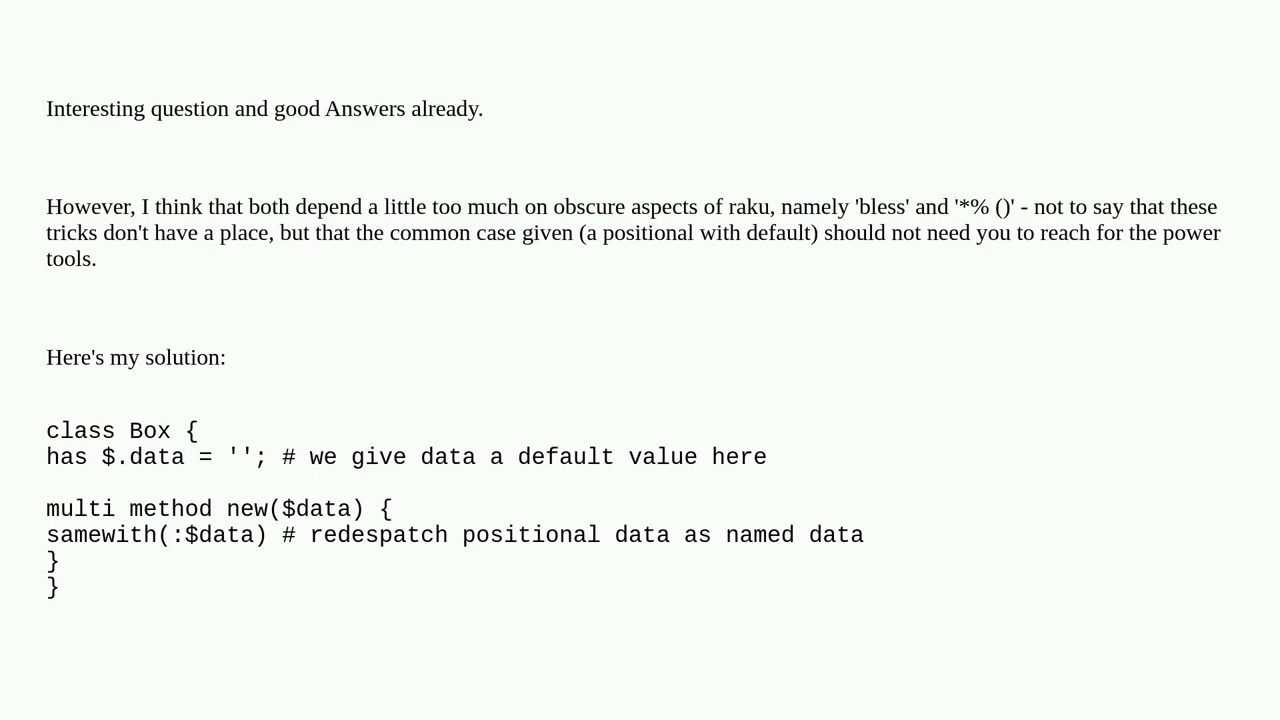 Interesting question and good Answers already.
However, I think that both depend a little too much on obscure aspects of raku, namely 'bless' and '*% ()' - not to say that these
tricks don't have a place, but that the common case given (a positional with default) should not need you to reach for the power
tools.
Here's my solution:
class Box {
has $.data = ''; # we give data a default value here
multi method new($data) {
samewith(:$data) # redespatch positional data as named data
}
}